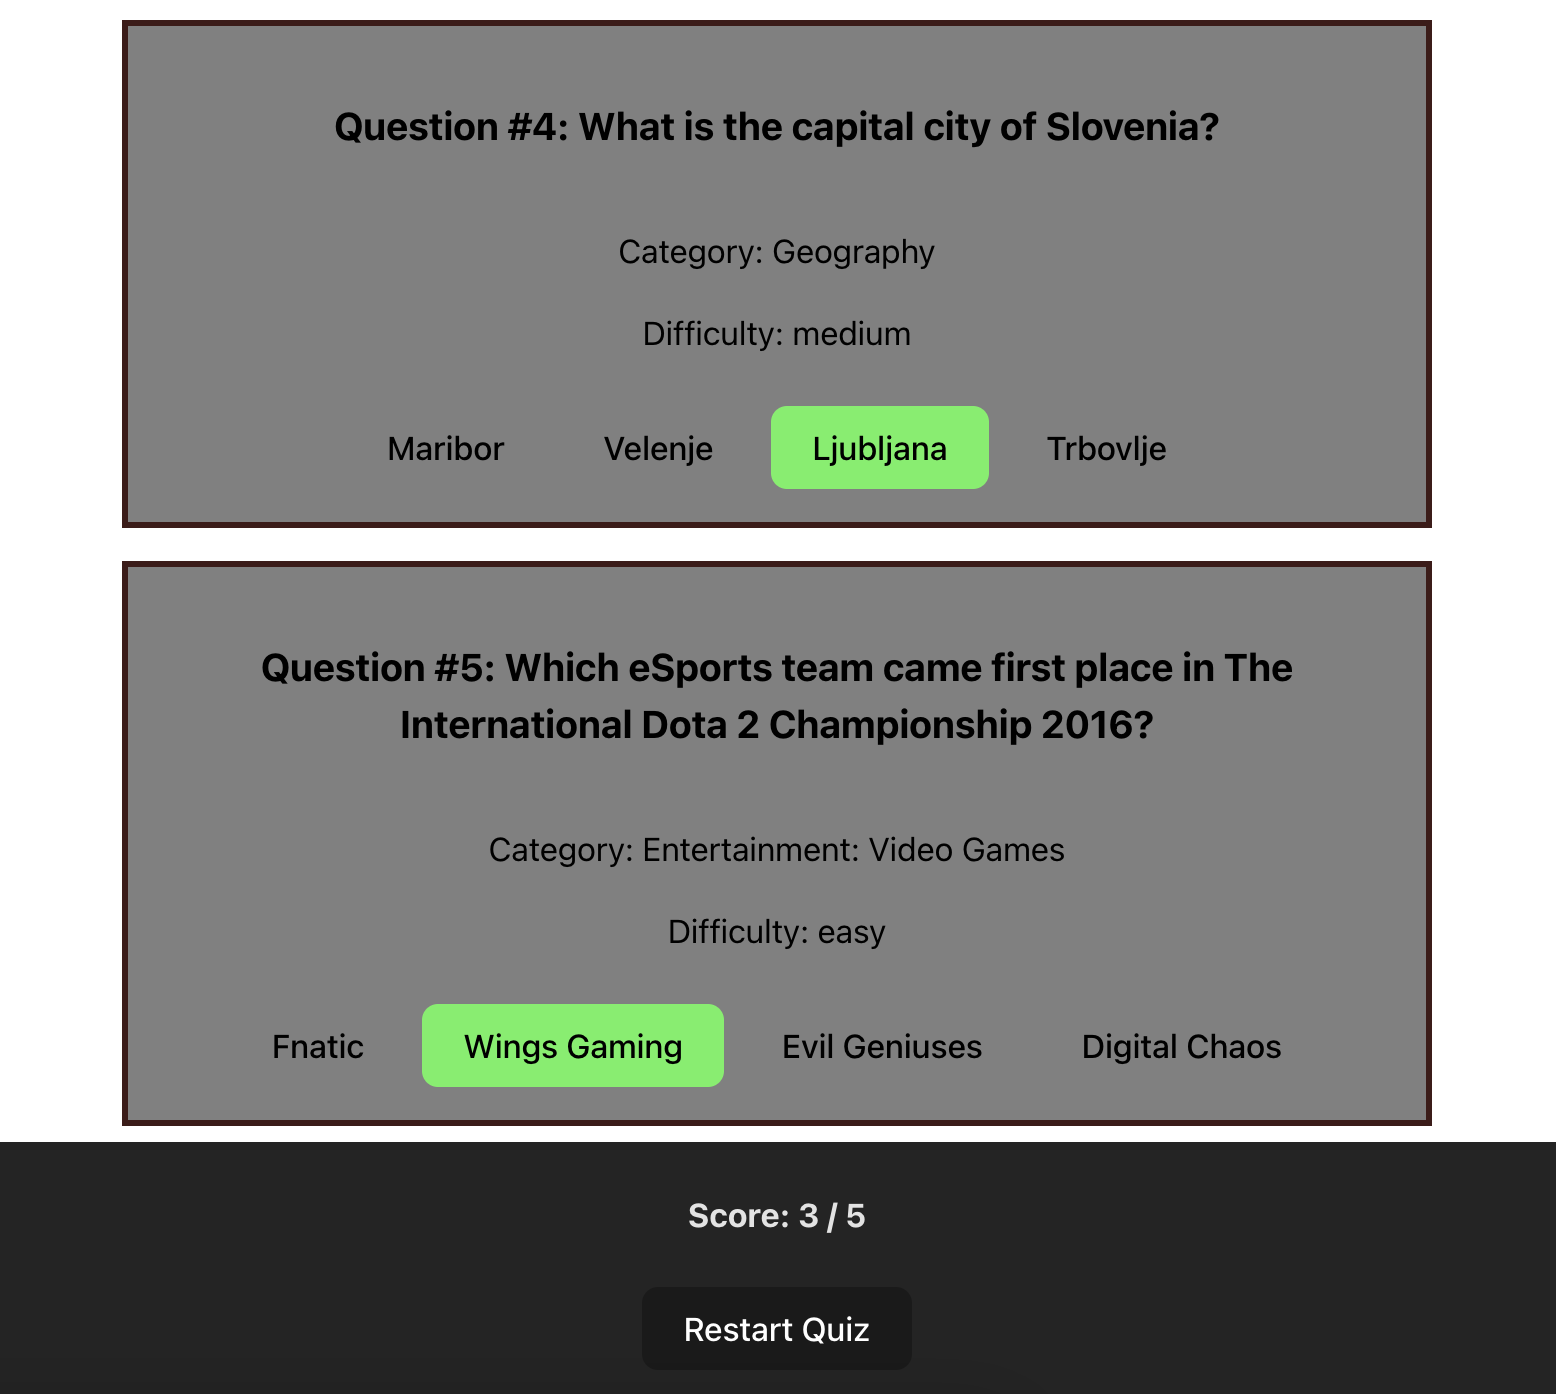 Question #4: What is the capital city of Slovenia?
Category: Geography
Difficulty: medium
Maribor Velenje Ljubljana Trbovlje
Question #5: Which eSports team came first place in The
International Dota 2 Championship 2016?
Category: Entertainment: Video Games
Difficulty: easy
Fnatic Wings Gaming Evil Geniuses Digital Chaos
Score: 3 / 5
Restart Quiz